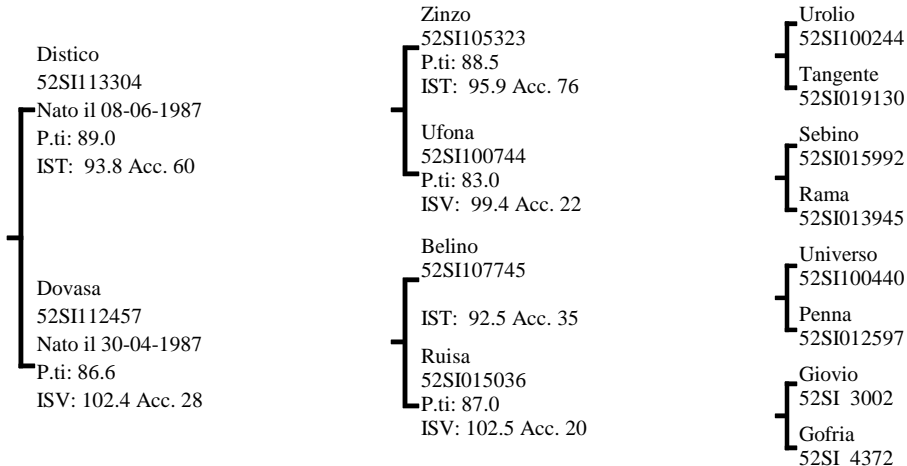 Distico
52SI113304
Nato il 08-06-1987
P.ti: 89.0
IST:  93.8 Acc. 60
Dovasa
52SI112457
Nato il 30-04-1987
P.ti: 86.6
ISV: 102.4 Acc. 28
Zinzo
52SI105323
P.ti: 88.5
IST:  95.9 Acc. 76
Ufona
52SI100744
P.ti: 83.0
ISV:  99.4 Acc. 22
Belino
52SI107745
IST:  92.5 Acc. 35
Ruisa
52SI015036
P.ti: 87.0
ISV: 102.5 Acc. 20
Urolio
52SI100244
Tangente
52SI019130
Sebino
52SI015992
Rama
52SI013945
Universo
52SI100440
Penna
52SI012597
Giovio
52SI  3002
Gofria
52SI  4372